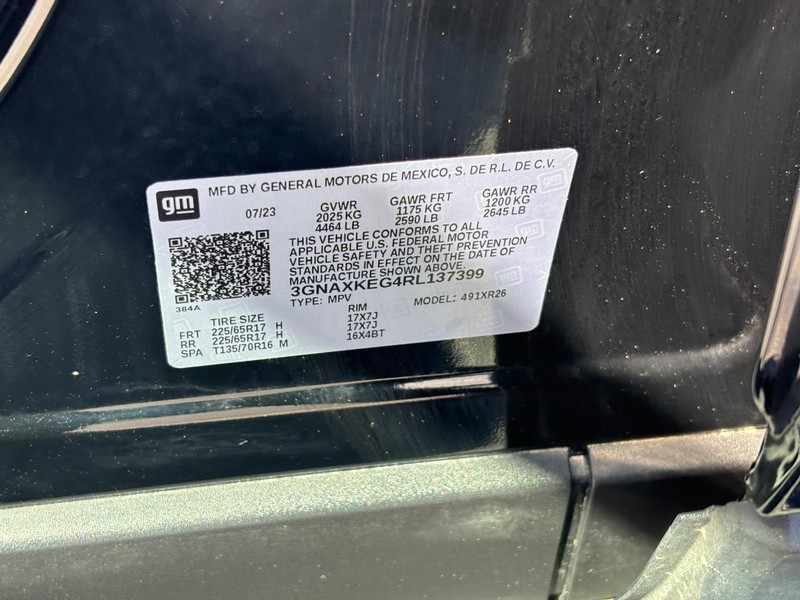 gm
MFD BY GENERAL MOTORS DE MEXICO, S. DE R.L. DE C.V.
07/23
GVWR GAWR FRT GAWR RR
2025 KG 1175 KG 1200 KG
4464 LB 2590 LB 2645 LB
THIS VEHICLE CONFORMS TO ALL
APPLICABLE U.S. FEDERAL MOTOR
VEHICLE SAFETY AND THEFT PREVENTION
STANDARDS IN EFFECT ON THE DATE OF
MANUFACTURE SHOWN ABOVE.
3GNAXKEG4RL137399
TYPE: MPV MODEL: 491XR26
384A
TIRE SIZE RIM
FRT 225/65R17 H 17X7J
RR 225/65R17 H 17X7J
SPA T135/70R16 M 16X4BT